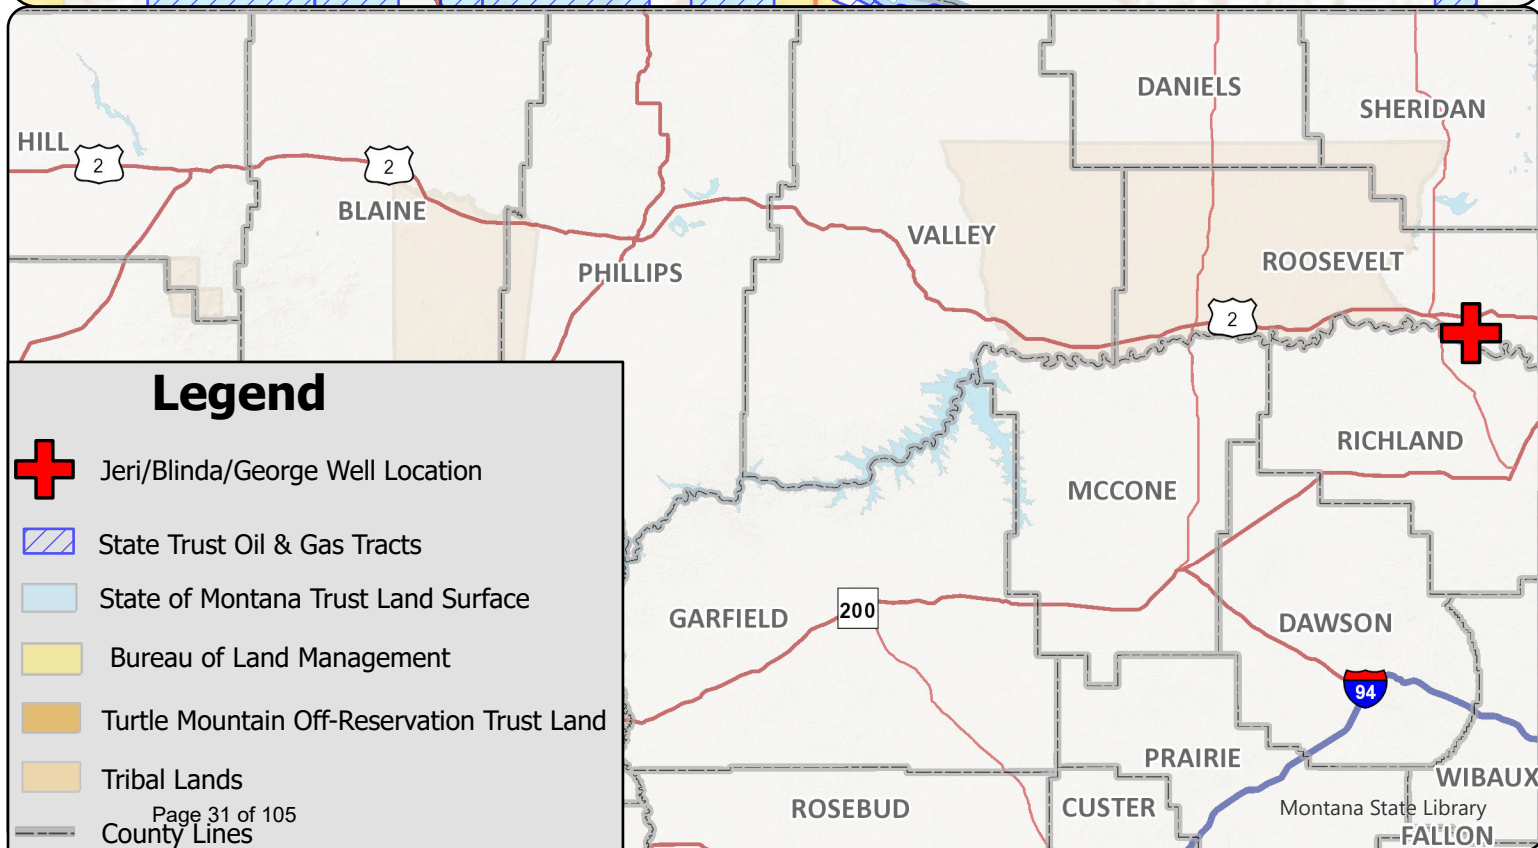 DANIELS
SHERIDAN
HILL
2
2
BLAINE
VALLEY
PHILLIPS
ROOSEVELT
2
Legend
Jeri/Blinda/George Well Location
State Trust Oil & Gas Tracts
State of Montana Trust Land Surface
Bureau of Land Management
Turtle Mountain Off-Reservation Trust Land
Tribal Lands
Page 31 of 105
County Lines
RICHLAND
MCCONE
GARFIELD
200
DAWSON
94
PRAIRIE
WIBAUX
ROSEBUD
CUSTER
Montana State Library
FALLON